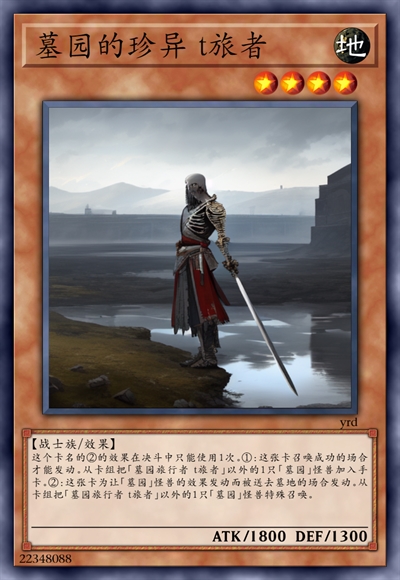 墓园的珍异 t旅者
地
yrd
【战士族/效果】
这个卡名的②的效果在决斗中只能使用1次。①:这张卡召唤成功的场合
才能发动。从卡组把「墓园旅行者 t旅者」以外的1只「墓园」怪兽加入手
卡。②:这张卡为让「墓园」怪兽的效果发动而被送去墓地的场合发动。从
卡组把「墓园旅行者 t旅者」以外的1只「墓园」怪兽特殊召唤。
ATK/1800 DEF/1300
22348088